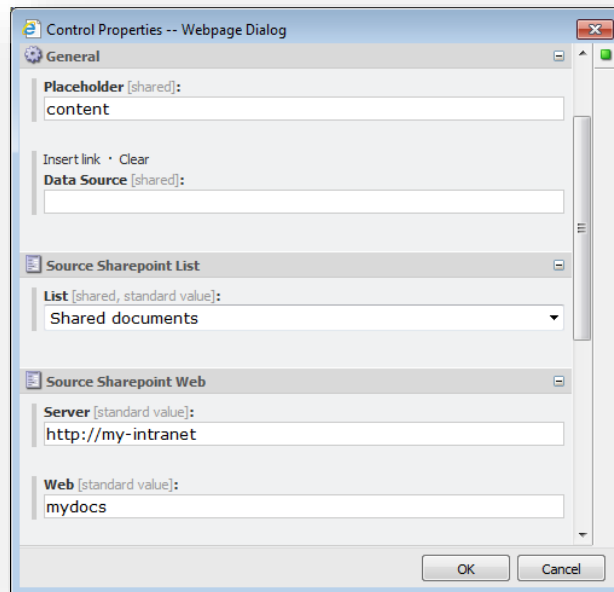 Control Properties -- Webpage Dialog
General
Placeholder [shared]:
content
Insert link · Clear
Data Source [shared]:
Source Sharepoint List
List [shared, standard value]:
Shared documents
Source Sharepoint Web
Server [standard value]:
http://my-intranet
Web [standard value]:
mydocs
OK Cancel